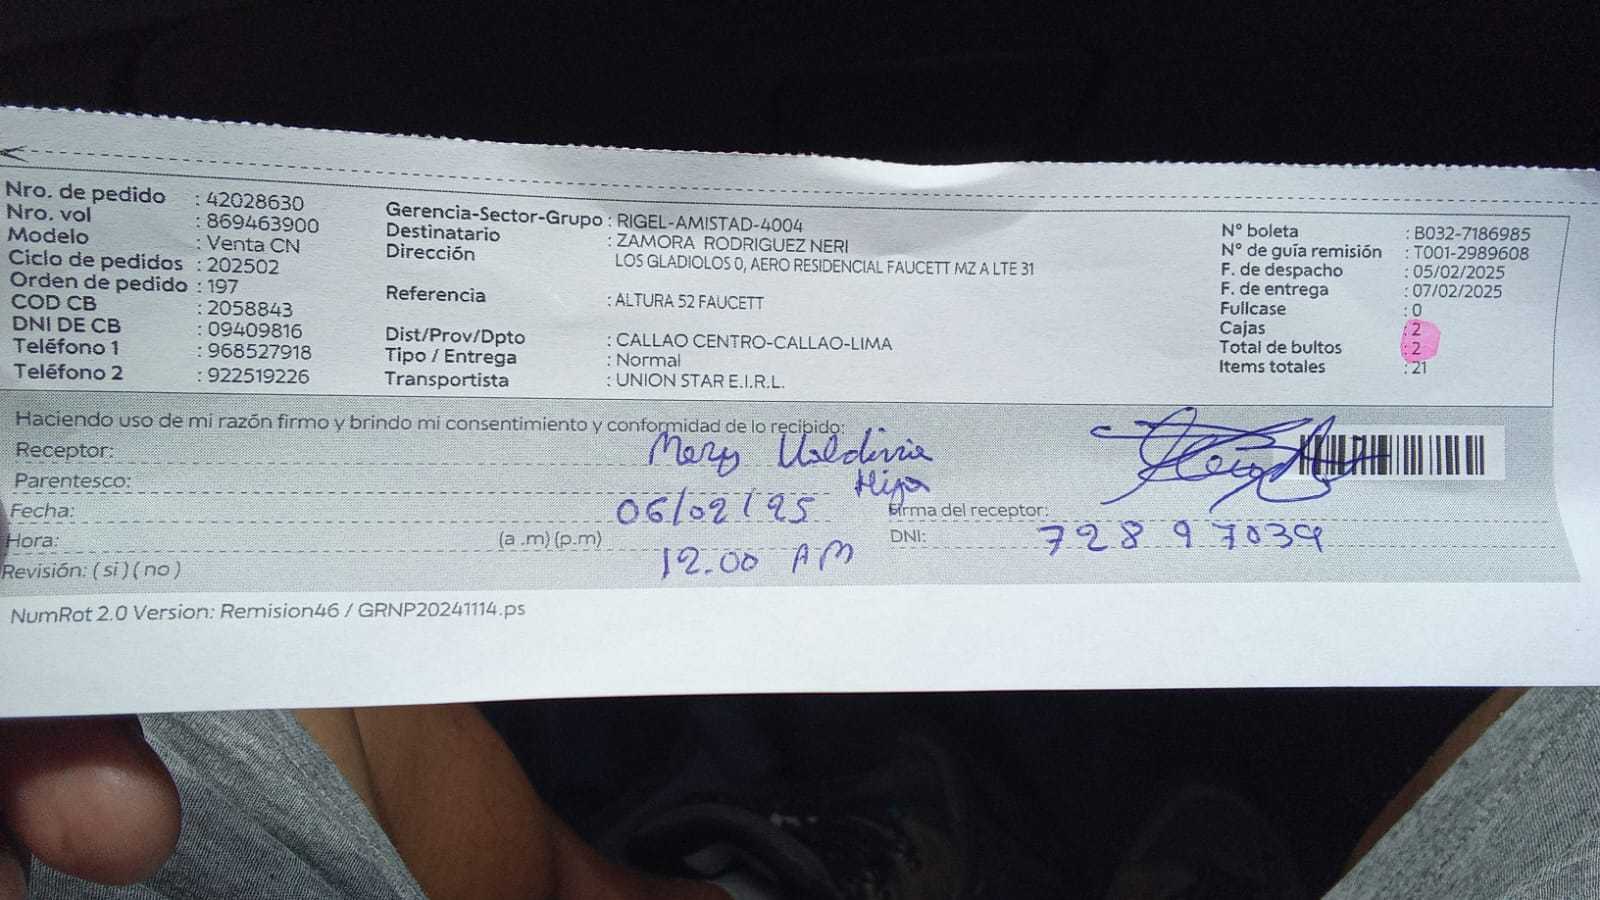 Nro. de pedido : 42028630
Nro. vol : 869463900
Modelo : Venta CN
Ciclo de pedidos : 202502
Orden de pedido : 197
COD CB : 2058843
DNI DE CB : 09409816
Teléfono 1 : 968527918
Teléfono 2 : 922519226
Gerencia-Sector-Grupo : RIGEL-AMISTAD-4004
Destinatario : ZAMORA RODRIGUEZ NERI
Dirección LOS GLADIOLOS 0, AERO RESIDENCIAL FAUCETT MZ A LTE 31
Referencia : ALTURA 52 FAUCETT
Dist/Prov/Dpto : CALLAO CENTRO-CALLAO-LIMA
Tipo / Entrega : Normal
Transportista : UNION STAR E.I.R.L.
N° boleta : B032-7186985
N° de guía remisión : T001-2989608
F. de despacho : 05/02/2025
F. de entrega : 07/02/2025
Fullcase : 0
Cajas : 2
Total de bultos : 2
Items totales : 21
Haciendo uso de mi razón firmo y brindo mi consentimiento y conformidad de lo recibido:
Receptor: Mery Valdivia
Parentesco: Hija
Fecha: 06/02/25
Firma del receptor:
Hora: (a .m) (p.m) 12.00 AM
DNI: 72897039
Revisión: ( si ) ( no )
NumRot 2.0 Version: Remision46 / GRNP20241114.ps